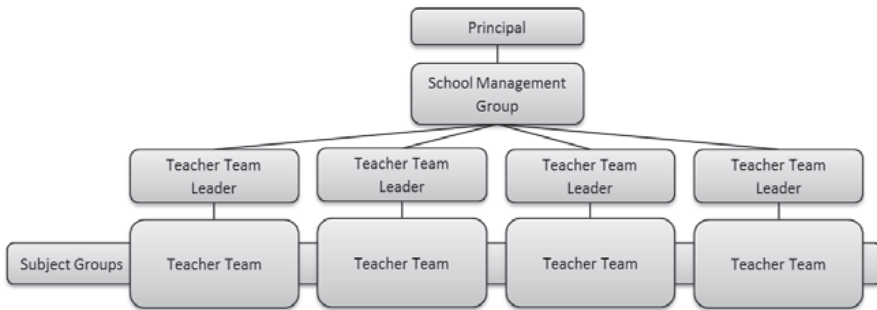 Principal
School Management
Group
Teacher Team
Leader
Teacher Team
Leader
Teacher Team
Leader
Teacher Team
Leader
Subject Groups
Teacher Team
Teacher Team
Teacher Team
Teacher Team